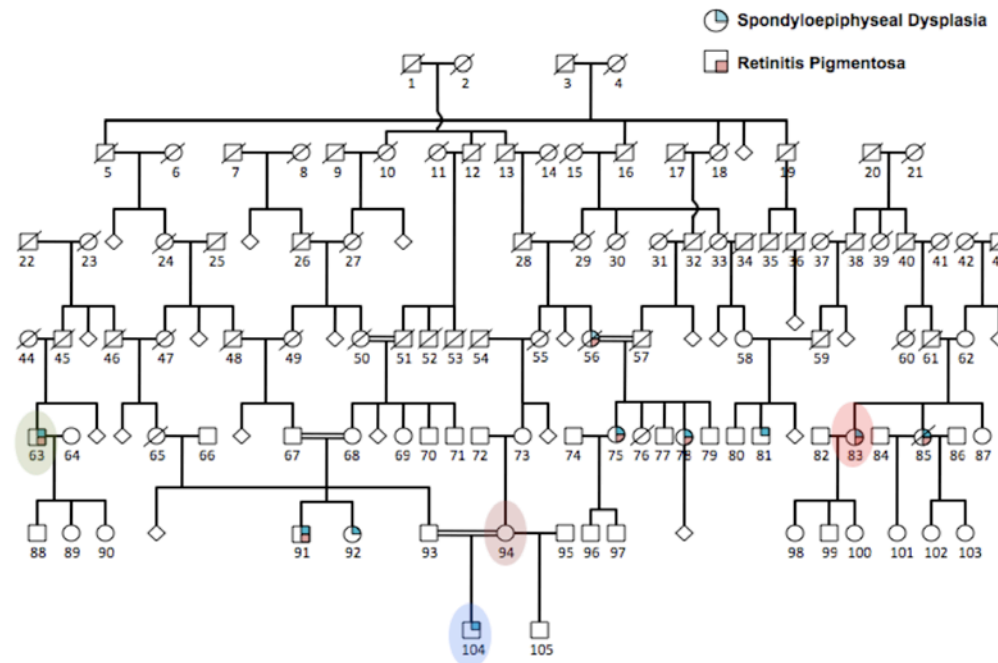 Spondyloepiphyseal Dysplasia
Retinitis Pigmentosa
1 2 3 4
5 6 7 8 9 10 11 12 13 14 15 16 17 18 19 20 21
22 23 24 25 26 27 28 29 30 31 32 33 34 35 36 37 38 39 40 41 42 4
44 45 46 47 48 49 50 51 52 53 54 55 56 57 58 59 60 61 62
63 64 65 66 67 68 69 70 71 72 73 74 75 76 77 78 79 80 81 82 83 84 85 86 87
88 89 90 91 92 93 94 95 96 97 98 99 100 101 102 103
104 105